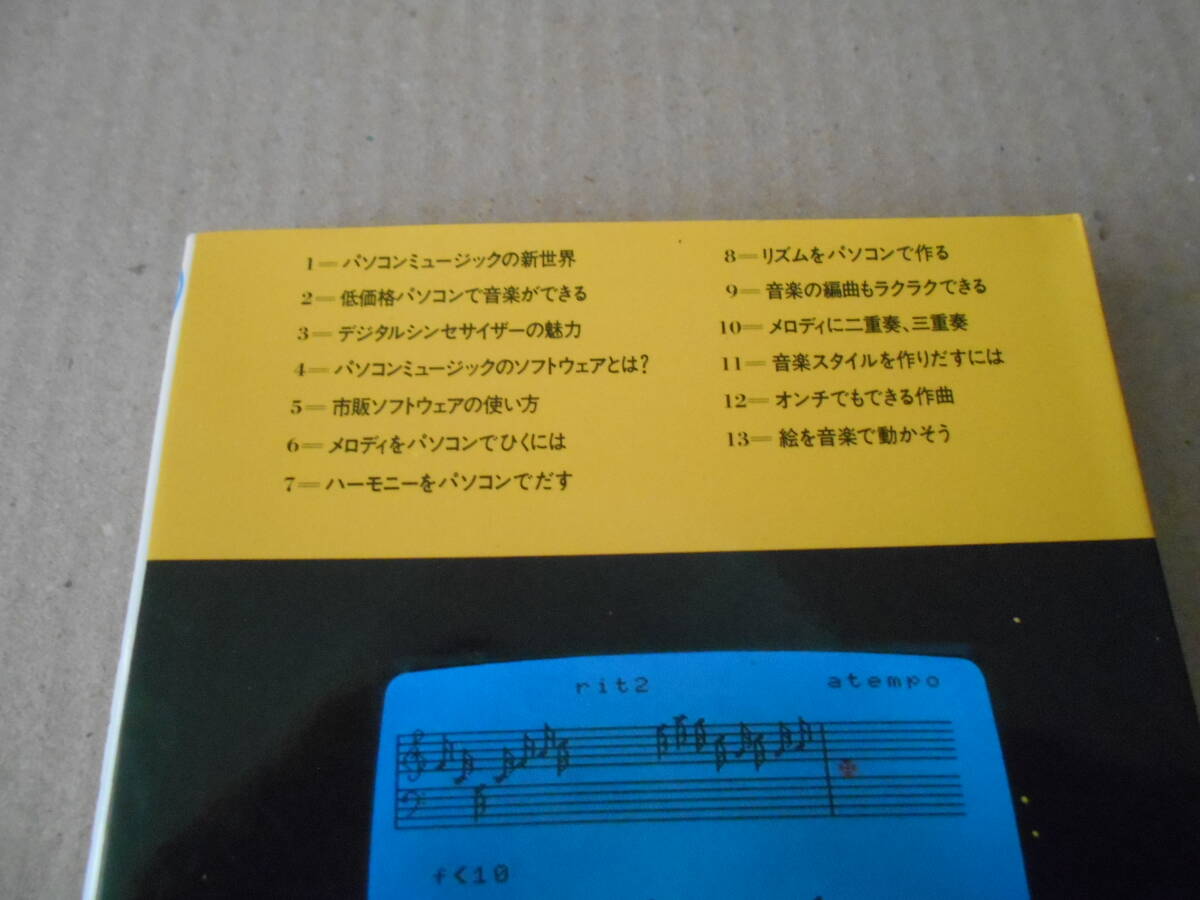 1=パソコンミュージックの新世界
2=低価格パソコンで音楽ができる
3=デジタルシンセサイザーの魅力
4=パソコンミュージックのソフトウェアとは?
5=市販ソフトウェアの使い方
6=メロディをパソコンでひくには
7=ハーモニーをパソコンでだす
8=リズムをパソコンで作る
9=音楽の編曲もラクラクできる
10=メロディに二重奏、三重奏
11=音楽スタイルを作りだすには
12=オンチでもできる作曲
13=絵を音楽で動かそう
rit2 atempo
f<10